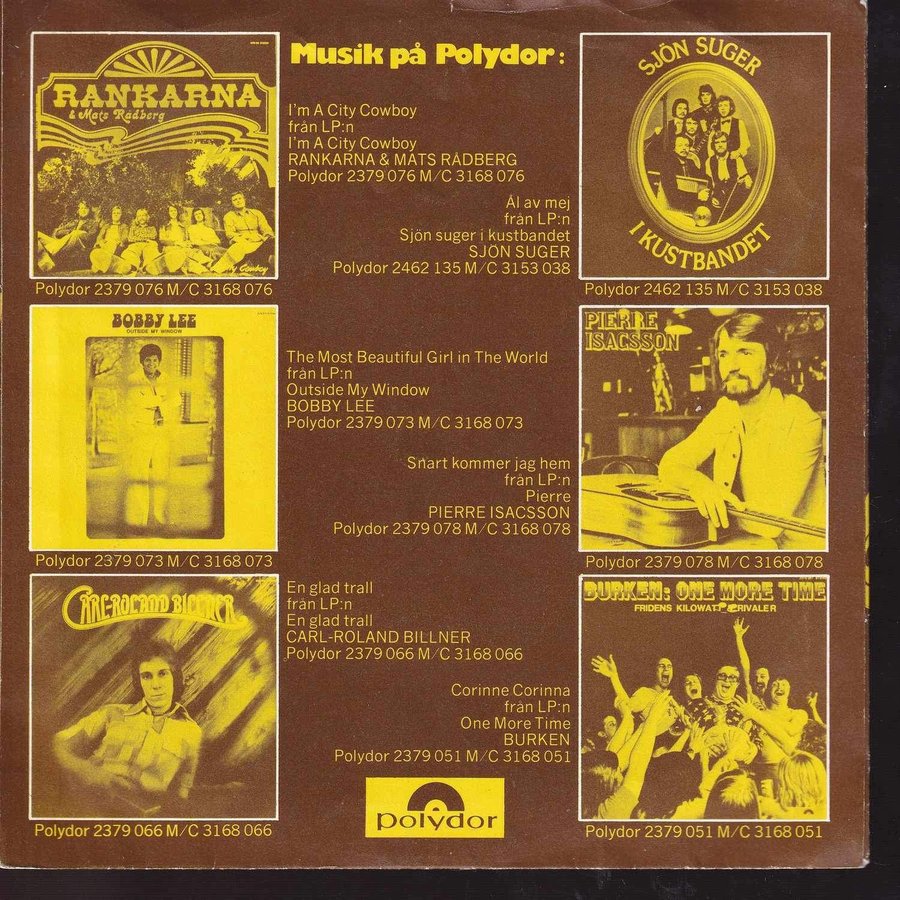 Musik på Polydor:
RANKARNA
& Mats Rådberg
Polydor 2379 076 M/C 3168 076
I'm A City Cowboy
från LP:n
I'm A City Cowboy
RANKARNA & MATS RÅDBERG
Polydor 2379 076 M/C 3168 076
Ål av mej
från LP:n
Sjön suger i kustbandet
SJÖN SUGER
Polydor 2462 135 M/C 3153 038
SJÖN SUGER
I KUSTBANDET
Polydor 2462 135 M/C 3153 038
BOBBY LEE
OUTSIDE MY WINDOW
Polydor 2379 073 M/C 3168 073
The Most Beautiful Girl in The World
från LP:n
Outside My Window
BOBBY LEE
Polydor 2379 073 M/C 3168 073
Snart kommer jag hem
från LP:n
Pierre
PIERRE ISACSSON
Polydor 2379 078 M/C 3168 078
PIERRE
ISACSSON
Polydor 2379 078 M/C 3168 078
CARL-ROLAND BILLNER
Polydor 2379 066 M/C 3168 066
En glad trall
från LP:n
En glad trall
CARL-ROLAND BILLNER
Polydor 2379 066 M/C 3168 066
Corinne Corinna
från LP:n
One More Time
BURKEN
Polydor 2379 051 M/C 3168 051
BURKEN: ONE MORE TIME
Polydor 2379 051 M/C 3168 051
polydor